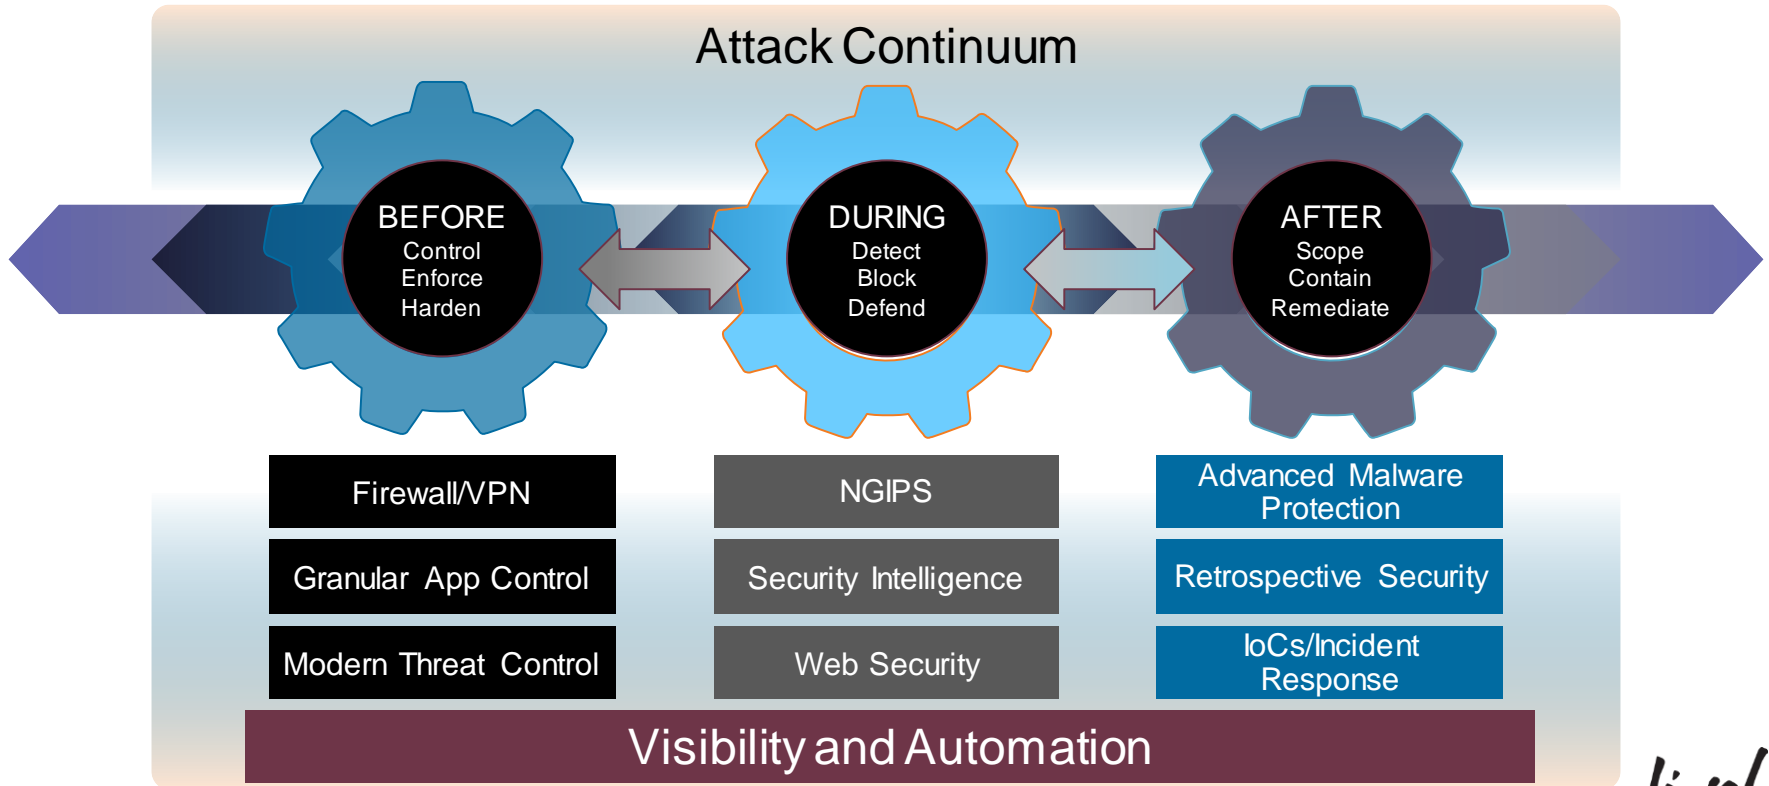 Attack Continuum
BEFORE
Control
Enforce
Harden
DURING
Detect
Block
Defend
AFTER
Scope
Contain
Remediate
Firewall/VPN
Granular App Control
Modern Threat Control
NGIPS
Security Intelligence
Web Security
Advanced Malware
Protection
Retrospective Security
IoCs/Incident
Response
Visibility and Automation